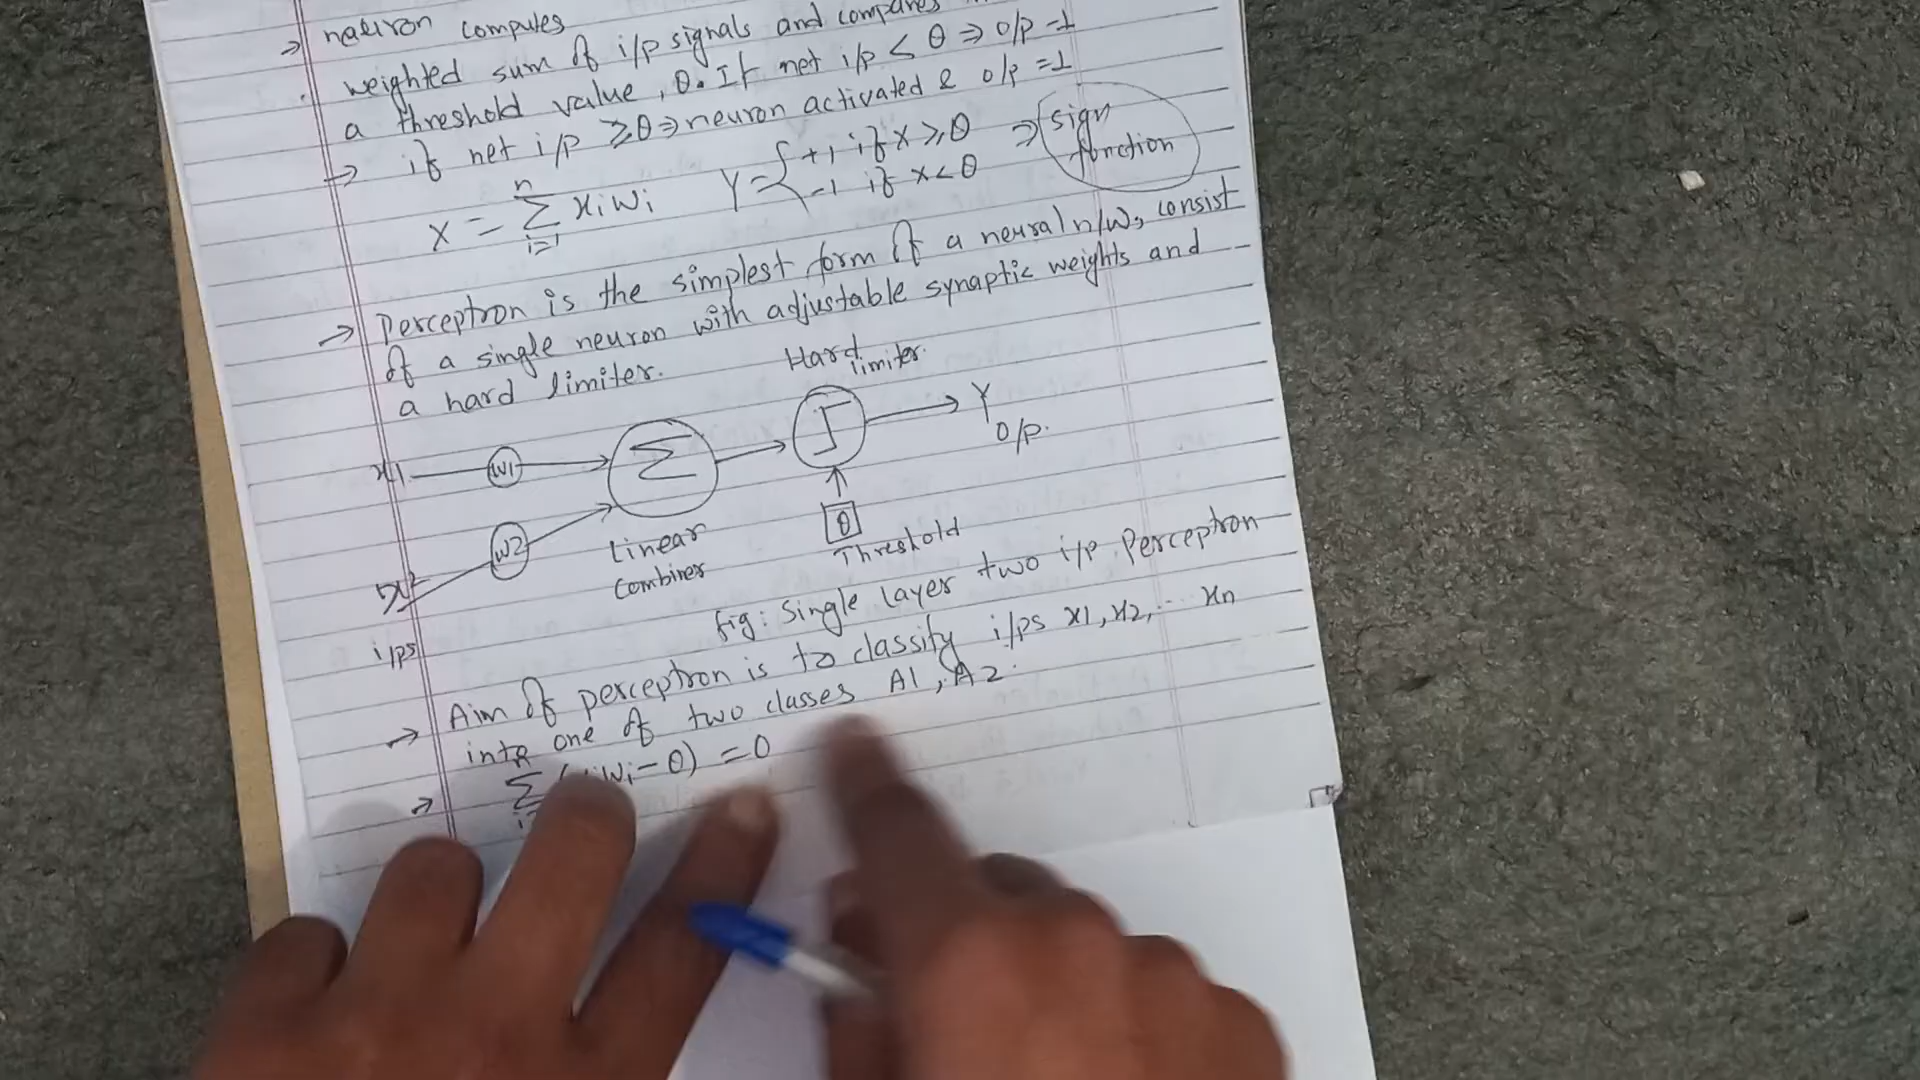 → neuron computes
weighted sum of i/p signals and compares
a threshold value, θ. If net i/p < θ ⇒ o/p -1
→ if net i/p ≥ θ ⇒ neuron activated & o/p = 1
X = Σ xiwi
n
i=1
Y = { +1 if X ≥ θ
-1 if X < θ
⇒ sign
function
→ Perceptron is the simplest form of a neural n/w, consist
of a single neuron with adjustable synaptic weights and
a hard limiter.
Hard
limiter.
x1
w1
Σ
Y
O/p.
x2
w2
Linear
Combiner
θ
Threshold
i/ps
fig: Single Layer two i/p Perceptron
→ Aim of perceptron is to classify i/ps x1, x2, ... xn
into one of two classes A1, A2.
→ Σ ( wi - θ) = 0